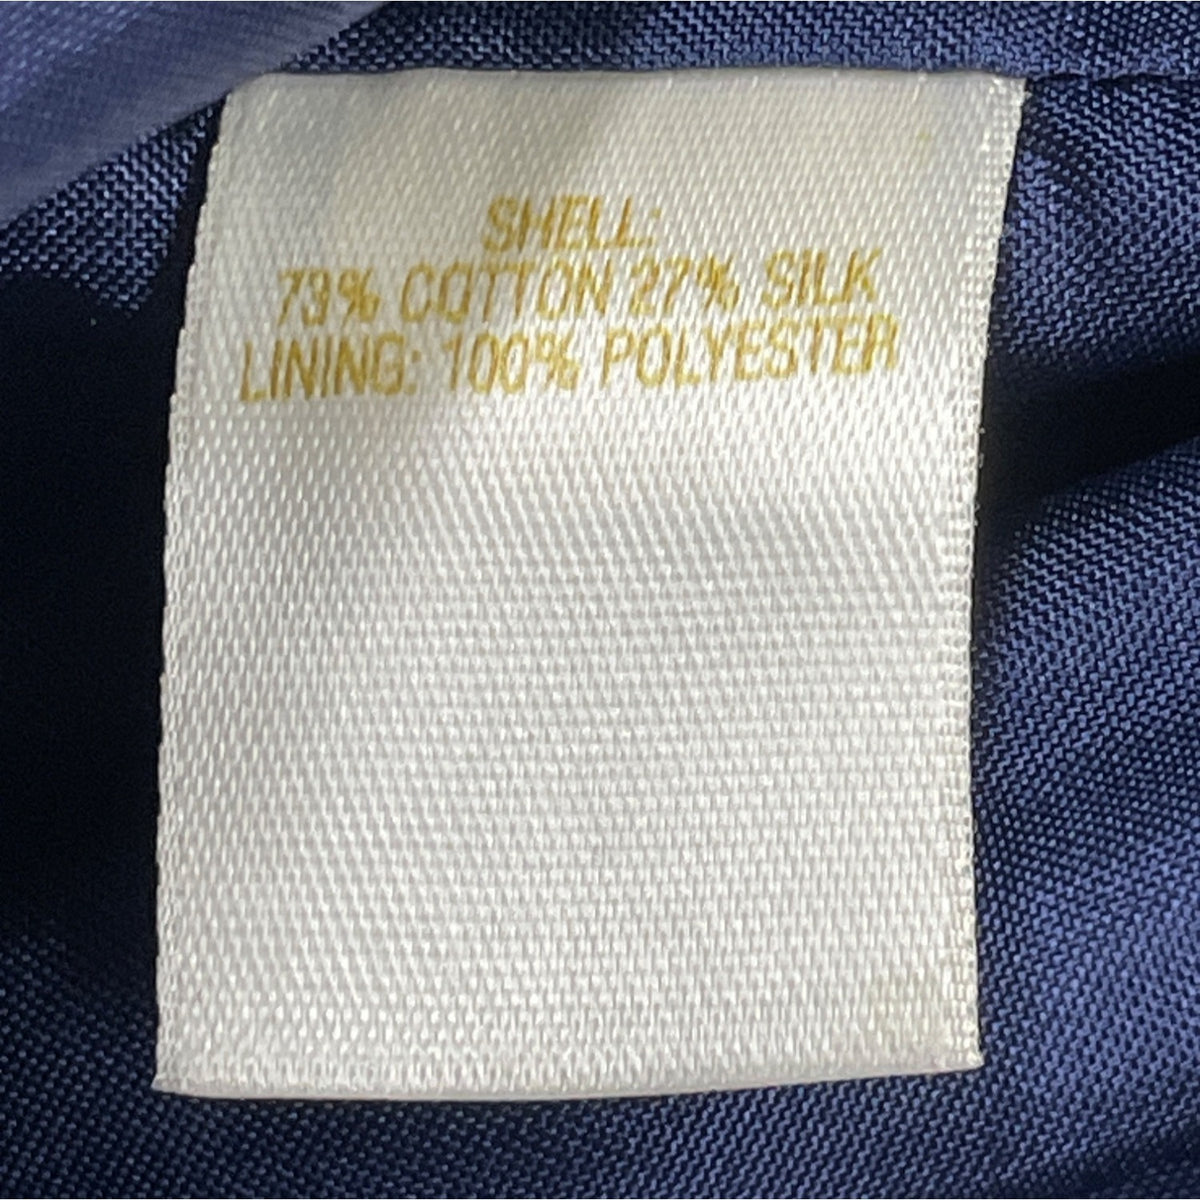 SHELL:
73% COTTON 27% SILK
LINING: 100% POLYESTER